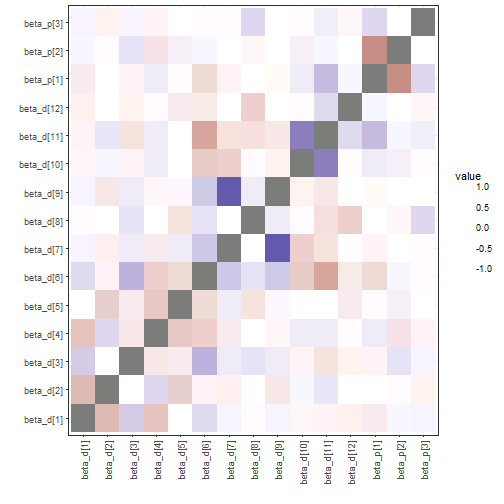 beta_p[3]
beta_p[2]
beta_p[1]
beta_d[12]
beta_d[11]
beta_d[10]
beta_d[9]
beta_d[8]
beta_d[7]
beta_d[6]
beta_d[5]
beta_d[4]
beta_d[3]
beta_d[2]
beta_d[1]
beta_d[1] beta_d[2] beta_d[3] beta_d[4] beta_d[5] beta_d[6] beta_d[7] beta_d[8] beta_d[9] beta_d[10] beta_d[11] beta_d[12] beta_p[1] beta_p[2] beta_p[3]
value
1.0
0.5
0.0
-0.5
-1.0